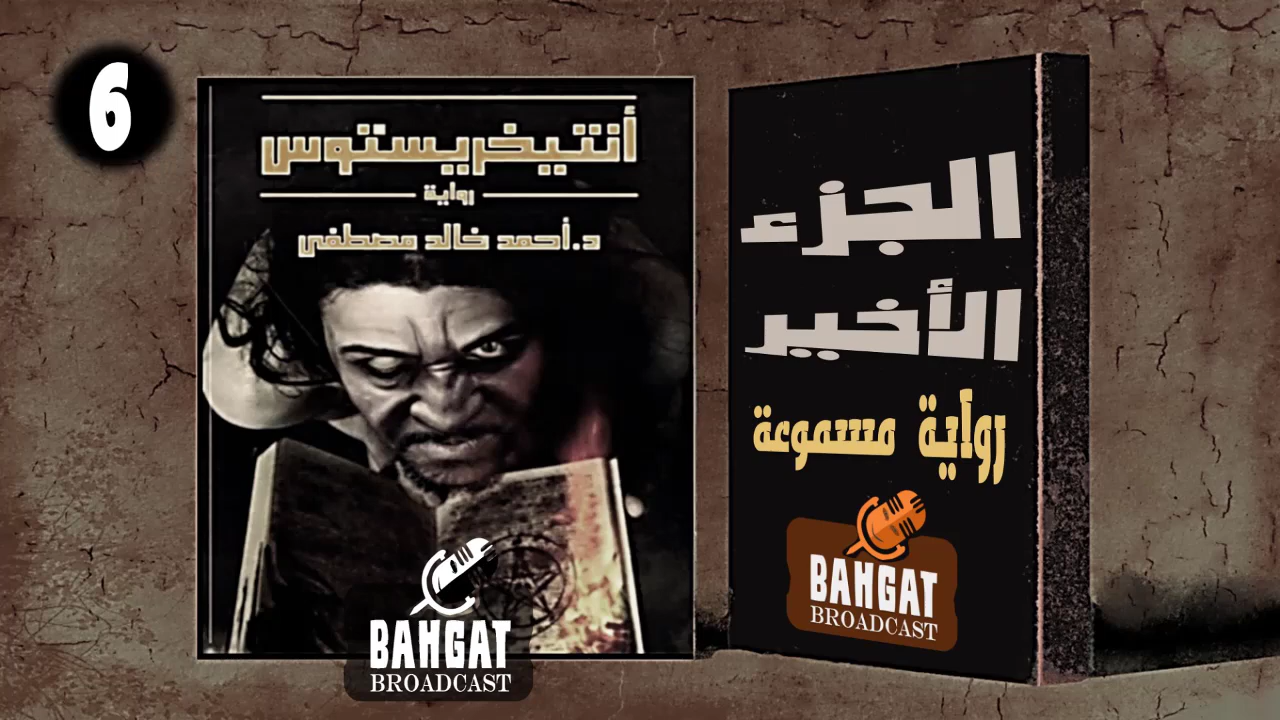 6
أنتيخريستوس
رواية
د.أحمد خالد مصطفى
BAHGAT
BROADCAST
الجزء
الأخير
رواية مسموعة
BAHGAT
BROADCAST